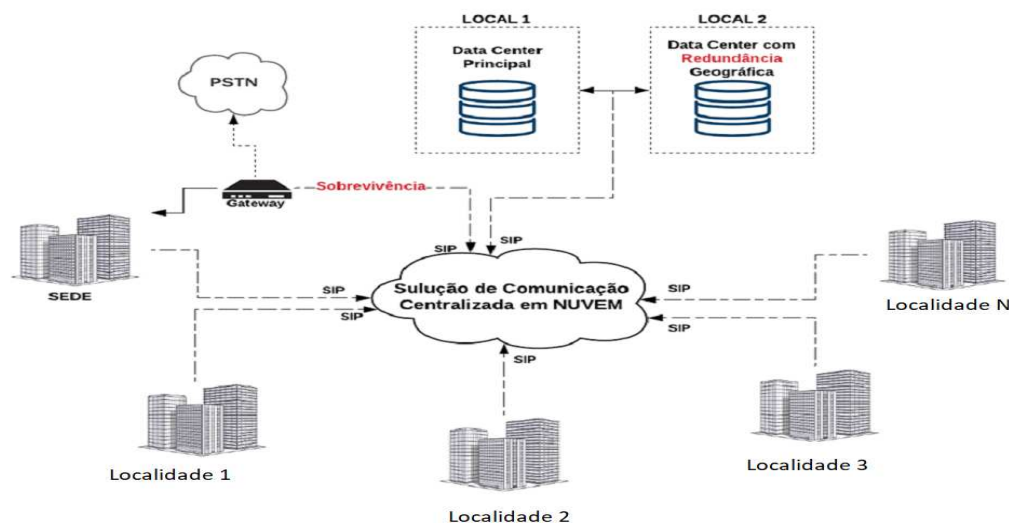 LOCAL 1
LOCAL 2
Data Center
Principal
Data Center com
Redundância
Geográfica
PSTN
Sobrevivência
Gateway
SIP
SIP
SEDE
Sulução de Comunicação
Centralizada em NUVEM
SIP
SIP
SIP
SIP
SIP
Localidade N
Localidade 1
Localidade 2
Localidade 3